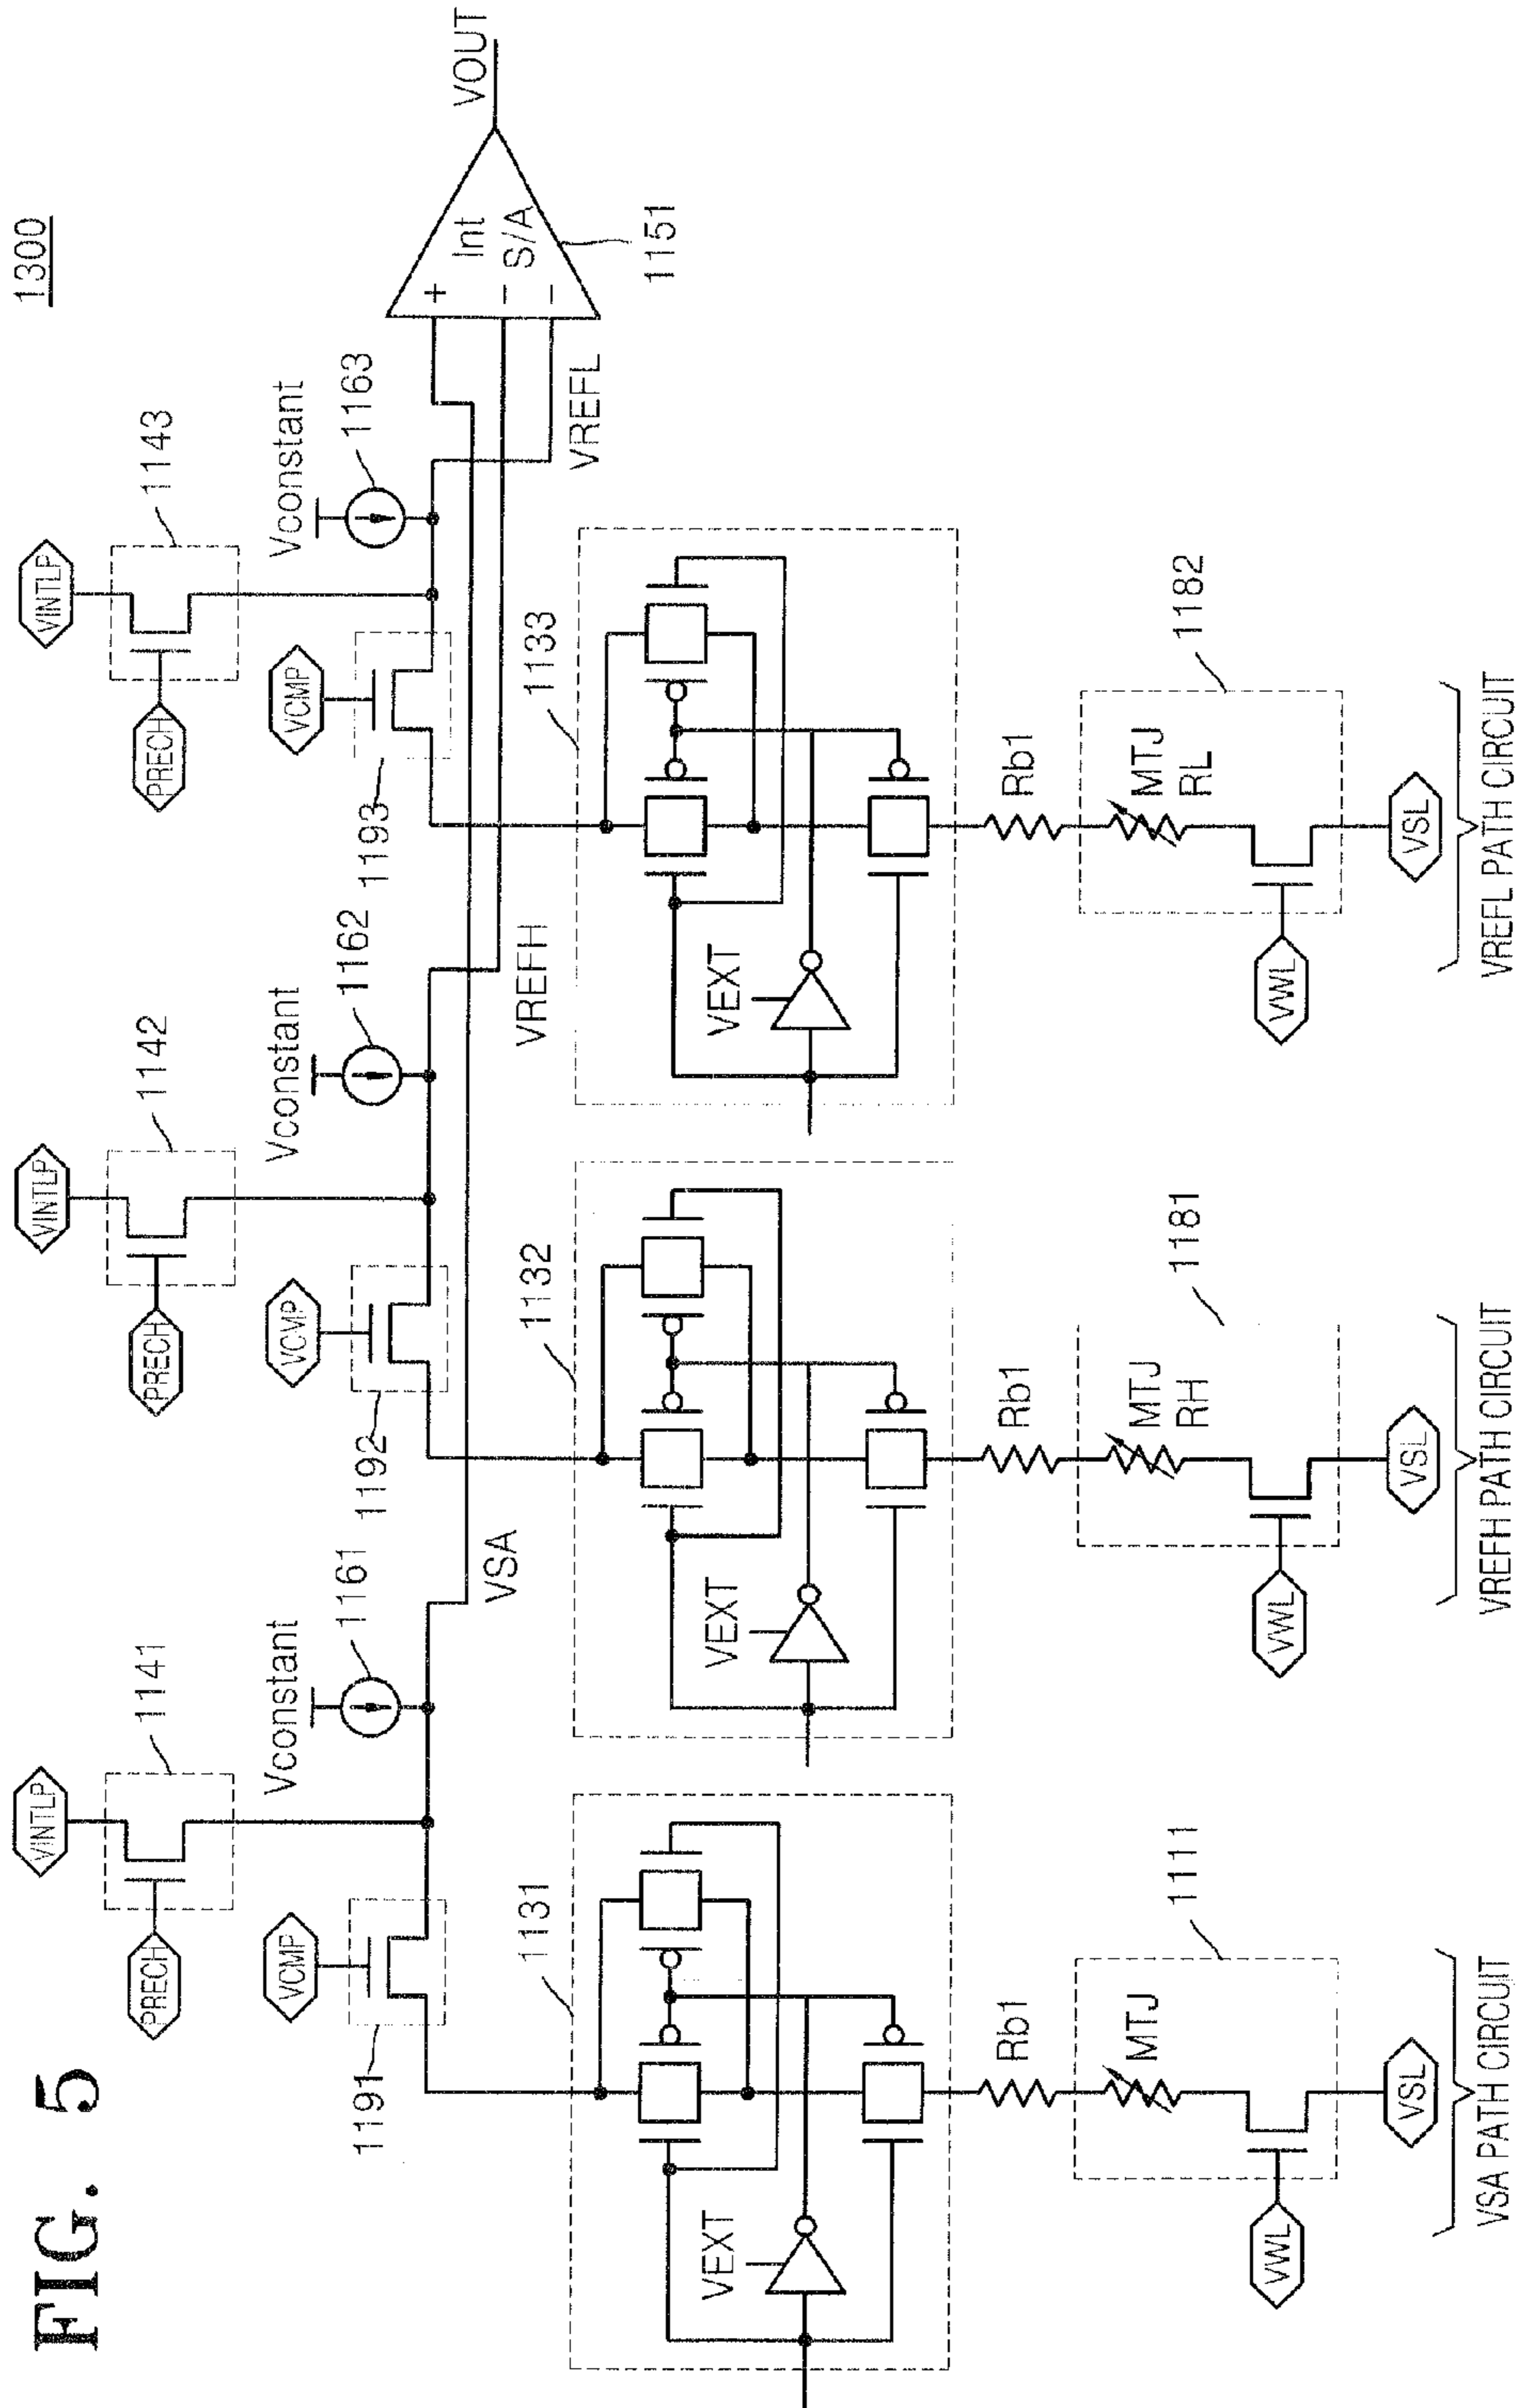 FIG. 5
1300
VINTLP
VINTLP
VINTLP
1141
1142
1143
PRECH
PRECH
PRECH
Vconstant
Vconstant
Vconstant
VCMP
VCMP
VCMP
1161
1162
1163
1191
1192
1193
VSA
VREFH
VREFL
+
−
−
Int
S/A
VOUT
1151
1131
1132
1133
VEXT
VEXT
VEXT
Rb1
Rb1
Rb1
1111
1181
1182
MTJ
MTJ
RH
MTJ
RL
VWL
VWL
VWL
VSL
VSL
VSL
VSA PATH CIRCUIT
VREFH PATH CIRCUIT
VREFL PATH CIRCUIT